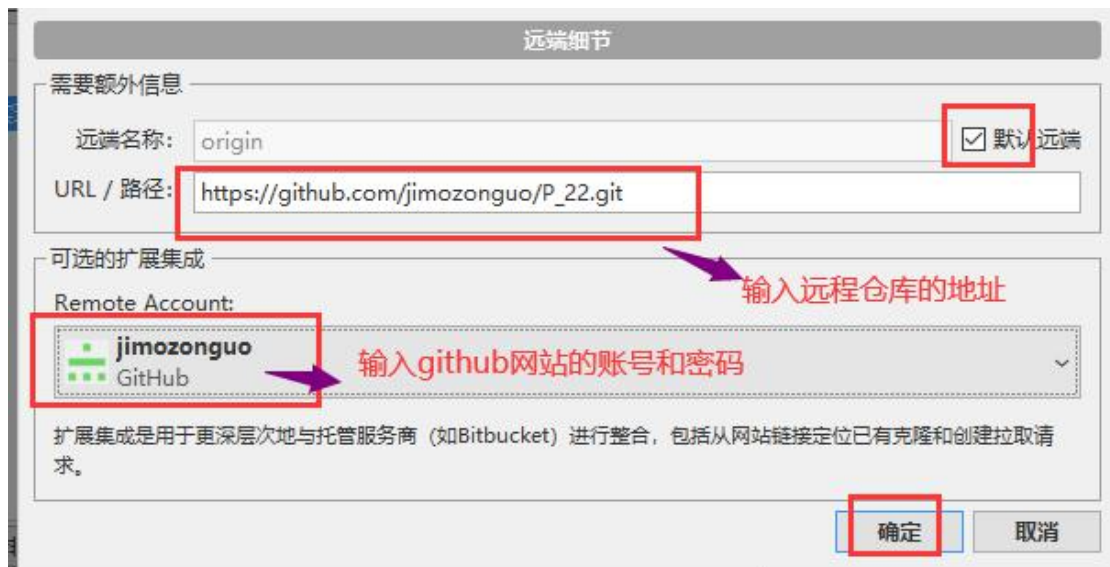 远端细节
需要额外信息
远端名称: origin 默认远端
URL / 路径: https://github.com/jimozonguo/P_22.git
可选的扩展集成
输入远程仓库的地址
Remote Account:
jimozonguo
GitHub
输入github网站的账号和密码
扩展集成是用于更深层次地与托管服务商（如Bitbucket）进行整合，包括从网站链接定位已有克隆和创建拉取请
求。
确定 取消